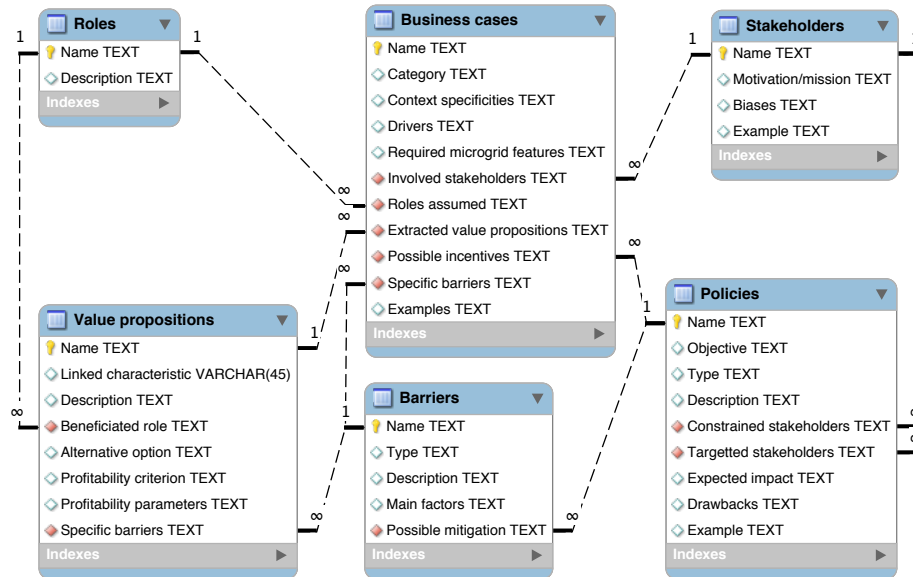 Roles
Name TEXT
Description TEXT
Indexes
Business cases
Name TEXT
Category TEXT
Context specificities TEXT
Drivers TEXT
Required microgrid features TEXT
Involved stakeholders TEXT
Roles assumed TEXT
Extracted value propositions TEXT
Possible incentives TEXT
Specific barriers TEXT
Examples TEXT
Indexes
Stakeholders
Name TEXT
Motivation/mission TEXT
Biases TEXT
Example TEXT
Indexes
Value propositions
Name TEXT
Linked characteristic VARCHAR(45)
Description TEXT
Beneficiated role TEXT
Alternative option TEXT
Profitability criterion TEXT
Profitability parameters TEXT
Specific barriers TEXT
Indexes
Barriers
Name TEXT
Type TEXT
Description TEXT
Main factors TEXT
Possible mitigation TEXT
Indexes
Policies
Name TEXT
Objective TEXT
Type TEXT
Description TEXT
Constrained stakeholders TEXT
Targetted stakeholders TEXT
Expected impact TEXT
Drawbacks TEXT
Example TEXT
Indexes
1
1
1
∞
∞
∞
∞
∞
1
1
1
∞
∞
∞